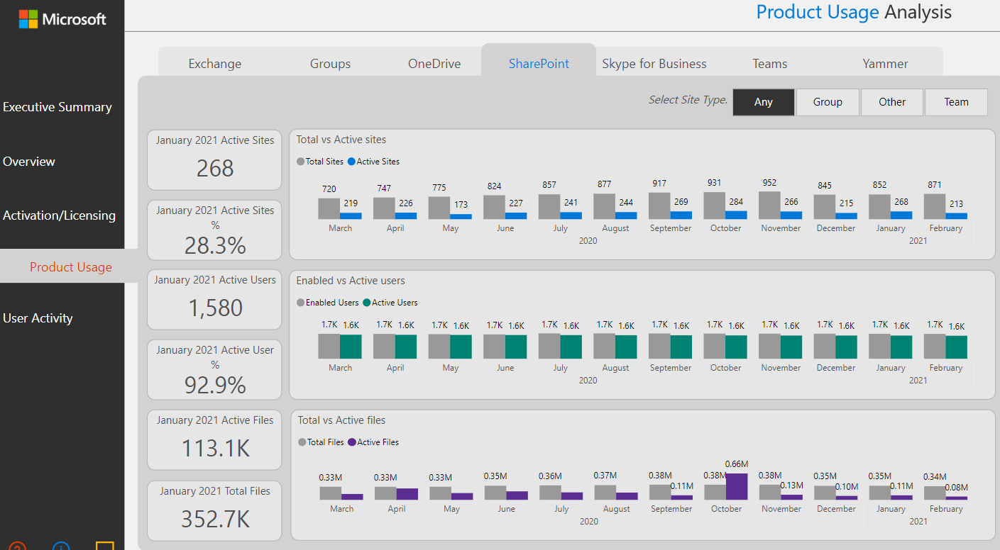 Microsoft
Product Usage Analysis
Exchange Groups OneDrive SharePoint Skype for Business Teams Yammer
Select Site Type: Any Group Other Team
Executive Summary
Overview
Activation/Licensing
Product Usage
User Activity
January 2021 Active Sites
268
January 2021 Active Sites
%
28.3%
January 2021 Active Users
1,580
January 2021 Active User
%
92.9%
January 2021 Active Files
113.1K
January 2021 Total Files
352.7K
Total vs Active sites
Total Sites Active Sites
720 219 747 226 775 173 824 227 857 241 877 244 917 269 931 284 952 266 845 215 852 268 871 213
March April May June July August September October November December January February
2020 2021
Enabled vs Active users
Enabled Users Active Users
1.7K 1.6K 1.7K 1.6K 1.7K 1.6K 1.7K 1.6K 1.7K 1.6K 1.7K 1.6K 1.7K 1.6K 1.7K 1.6K 1.7K 1.6K 1.7K 1.6K 1.7K 1.6K 1.7K 1.6K
March April May June July August September October November December January February
2020 2021
Total vs Active files
Total Files Active Files
0.33M 0.33M 0.33M 0.35M 0.36M 0.37M 0.38M 0.11M 0.38M 0.66M 0.38M 0.13M 0.35M 0.10M 0.35M 0.11M 0.34M 0.08M
March April May June July August September October November December January February
2020 2021